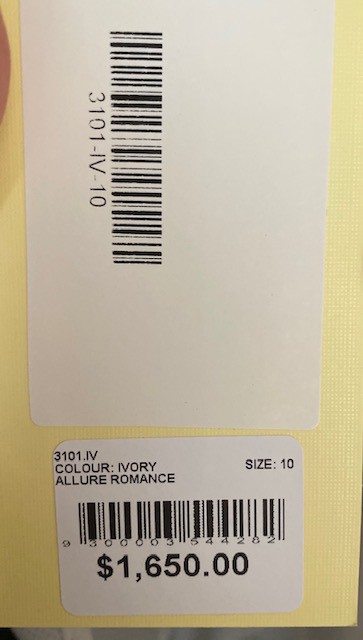 3101-IV-10
3101.IV
COLOUR: IVORY SIZE: 10
ALLURE ROMANCE
9 300003 544282
$1,650.00